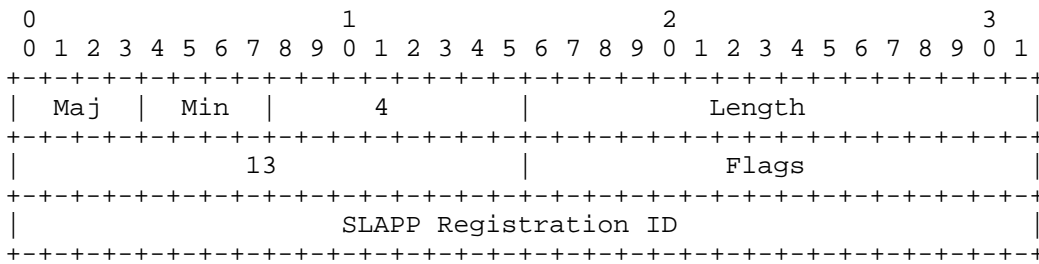 0                   1                   2                   3
0 1 2 3 4 5 6 7 8 9 0 1 2 3 4 5 6 7 8 9 0 1 2 3 4 5 6 7 8 9 0 1
+-+-+-+-+-+-+-+-+-+-+-+-+-+-+-+-+-+-+-+-+-+-+-+-+-+-+-+-+-+-+-+-+
|  Maj  |  Min  |       4       |           Length              |
+-+-+-+-+-+-+-+-+-+-+-+-+-+-+-+-+-+-+-+-+-+-+-+-+-+-+-+-+-+-+-+-+
|              13               |            Flags              |
+-+-+-+-+-+-+-+-+-+-+-+-+-+-+-+-+-+-+-+-+-+-+-+-+-+-+-+-+-+-+-+-+
|                    SLAPP Registration ID                      |
+-+-+-+-+-+-+-+-+-+-+-+-+-+-+-+-+-+-+-+-+-+-+-+-+-+-+-+-+-+-+-+-+